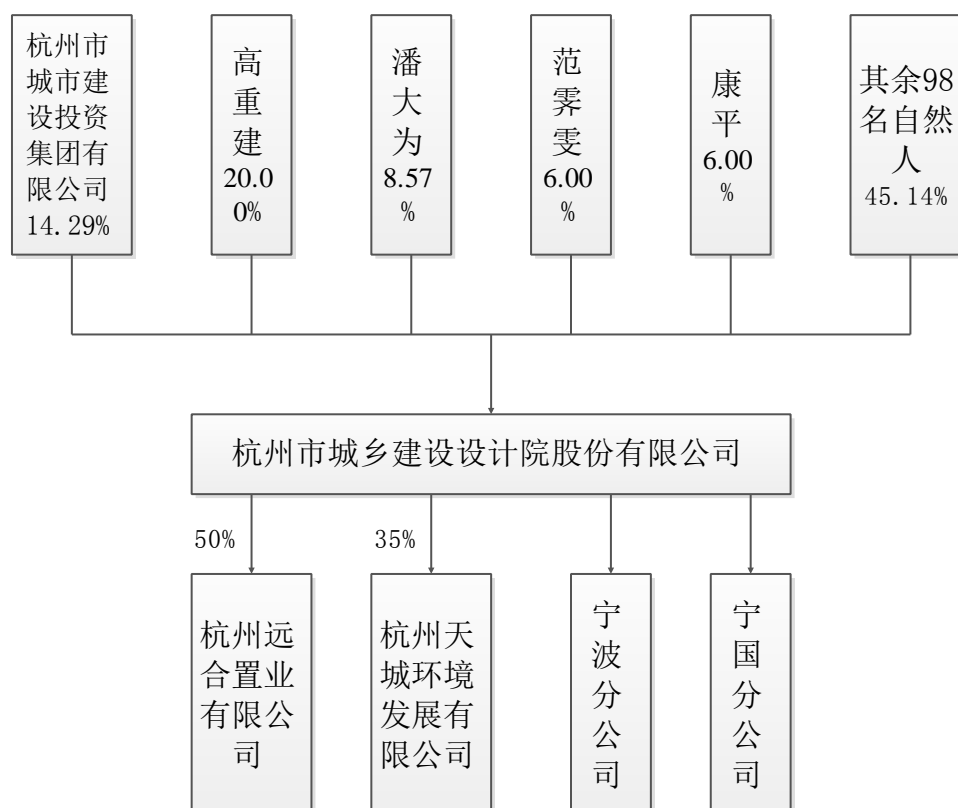 杭州市
城市建
设投资
集团有
限公司
14.29%
高
重
建
20.0
0%
潘
大
为
8.57
%
范
霁
雯
6.00
%
康
平
6.00
%
其余98
名自然
人
45.14%
杭州市城乡建设设计院股份有限公司
50%
35%
杭州远
合置业
有限公
司
杭州天
城环境
发展有
限公司
宁
波
分
公
司
宁
国
分
公
司